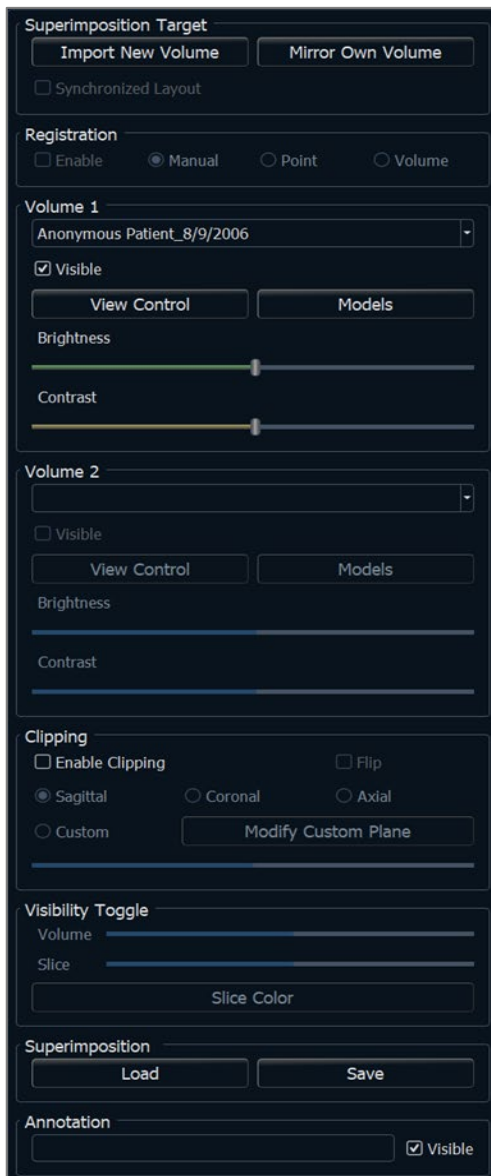 Superimposition Target
Import New Volume Mirror Own Volume
Synchronized Layout
Registration
Enable Manual Point Volume
Volume 1
Anonymous Patient_8/9/2006
Visible
View Control Models
Brightness
Contrast
Volume 2
Visible
View Control Models
Brightness
Contrast
Clipping
Enable Clipping Flip
Sagittal Coronal Axial
Custom Modify Custom Plane
Visibility Toggle
Volume
Slice
Slice Color
Superimposition
Load Save
Annotation
Visible